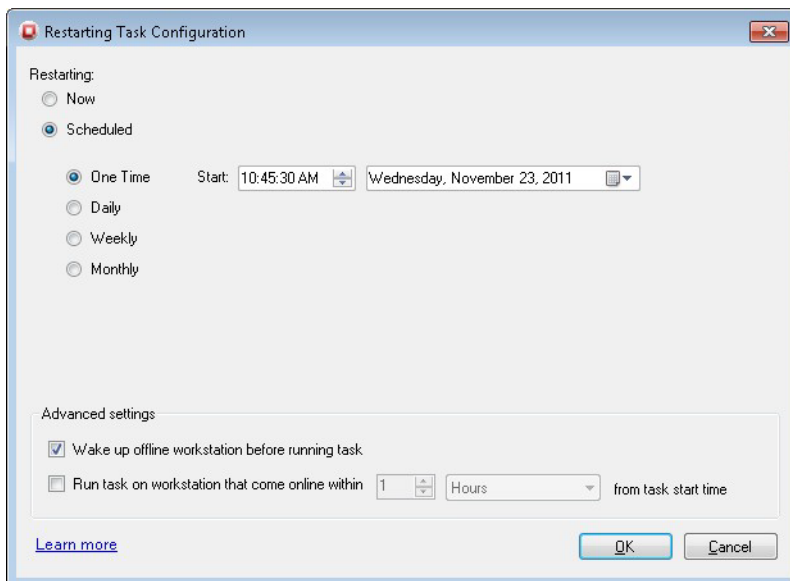 Restarting Task Configuration
Restarting:
Now
Scheduled
One Time Start: 10:45:30 AM Wednesday, November 23, 2011
Daily
Weekly
Monthly
Advanced settings
Wake up offline workstation before running task
Run task on workstation that come online within 1 Hours from task start time
Learn more OK Cancel